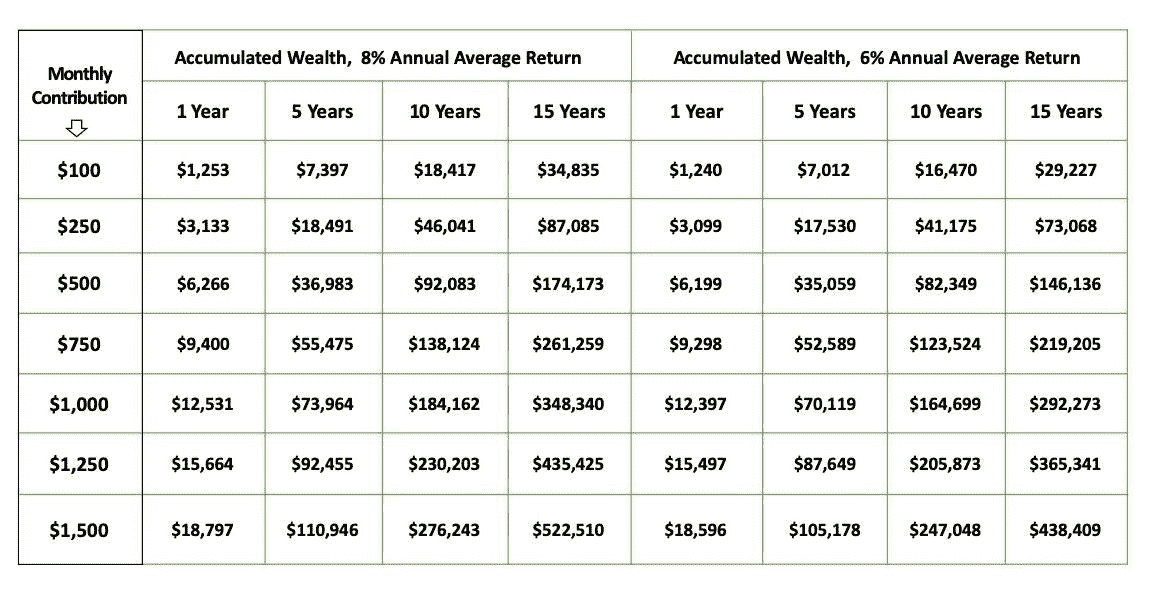 Monthly Contribution
Accumulated Wealth, 8% Annual Average Return
Accumulated Wealth, 6% Annual Average Return
1 Year 5 Years 10 Years 15 Years 1 Year 5 Years 10 Years 15 Years
$100 $1,253 $7,397 $18,417 $34,835 $1,240 $7,012 $16,470 $29,227
$250 $3,133 $18,491 $46,041 $87,085 $3,099 $17,530 $41,175 $73,068
$500 $6,266 $36,983 $92,083 $174,173 $6,199 $35,059 $82,349 $146,136
$750 $9,400 $55,475 $138,124 $261,259 $9,298 $52,589 $123,524 $219,205
$1,000 $12,531 $73,964 $184,162 $348,340 $12,397 $70,119 $164,699 $292,273
$1,250 $15,664 $92,455 $230,203 $435,425 $15,497 $87,649 $205,873 $365,341
$1,500 $18,797 $110,946 $276,243 $522,510 $18,596 $105,178 $247,048 $438,409